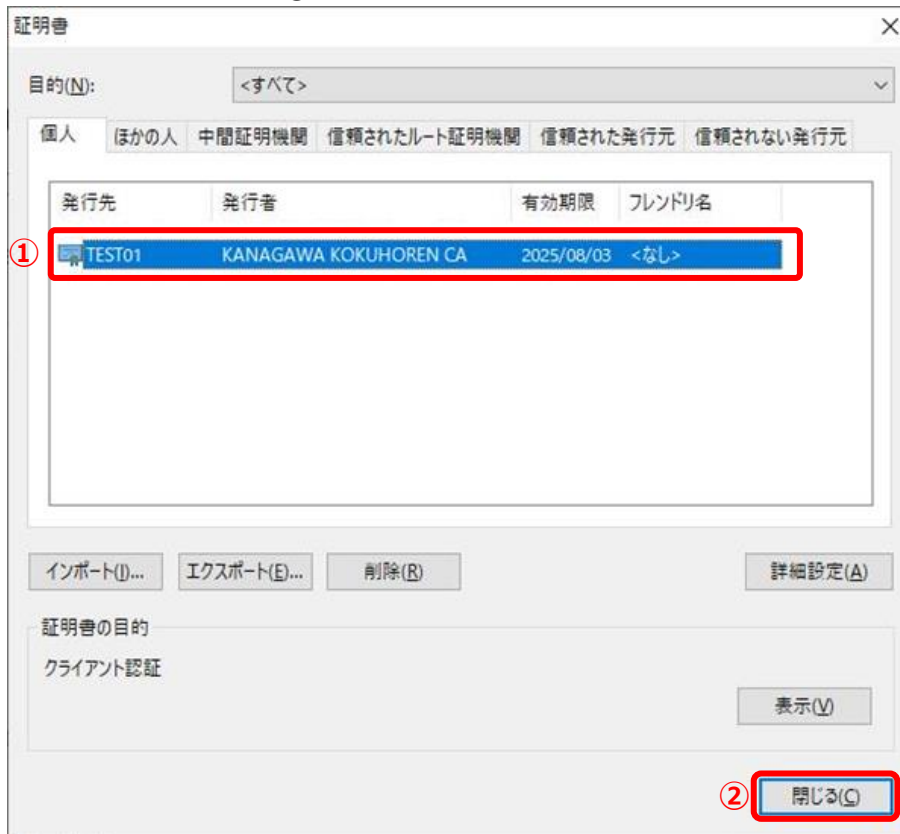 証明書
目的(N): <すべて>
個人 ほかの人 中間証明機関 信頼されたルート証明機関 信頼された発行元 信頼されない発行元
発行先 発行者 有効期限 フレンドリ名
① TEST01 KANAGAWA KOKUHOREN CA 2025/08/03 <なし>
インポート(I)... エクスポート(E)... 削除(R) 詳細設定(A)
証明書の目的
クライアント認証
表示(V)
② 閉じる(C)